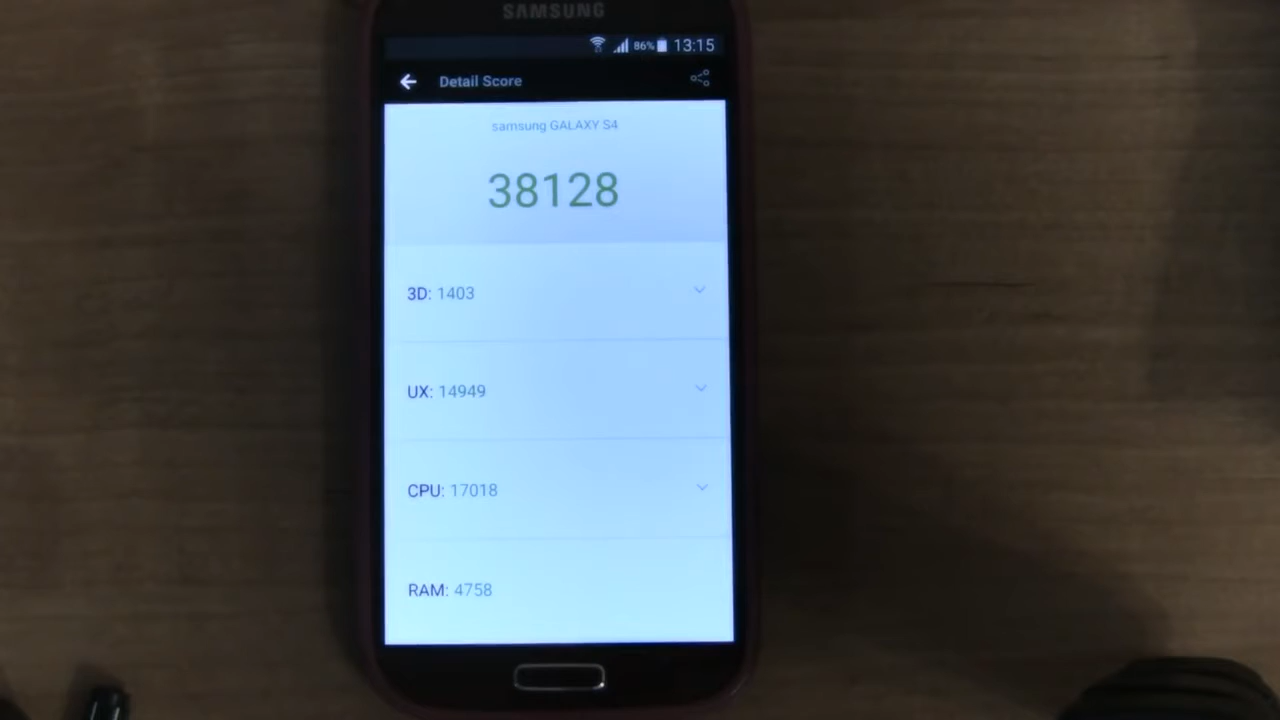 SAMSUNG
86% 13:15
Detail Score
samsung GALAXY S4
38128
3D: 1403
UX: 14949
CPU: 17018
RAM: 4758